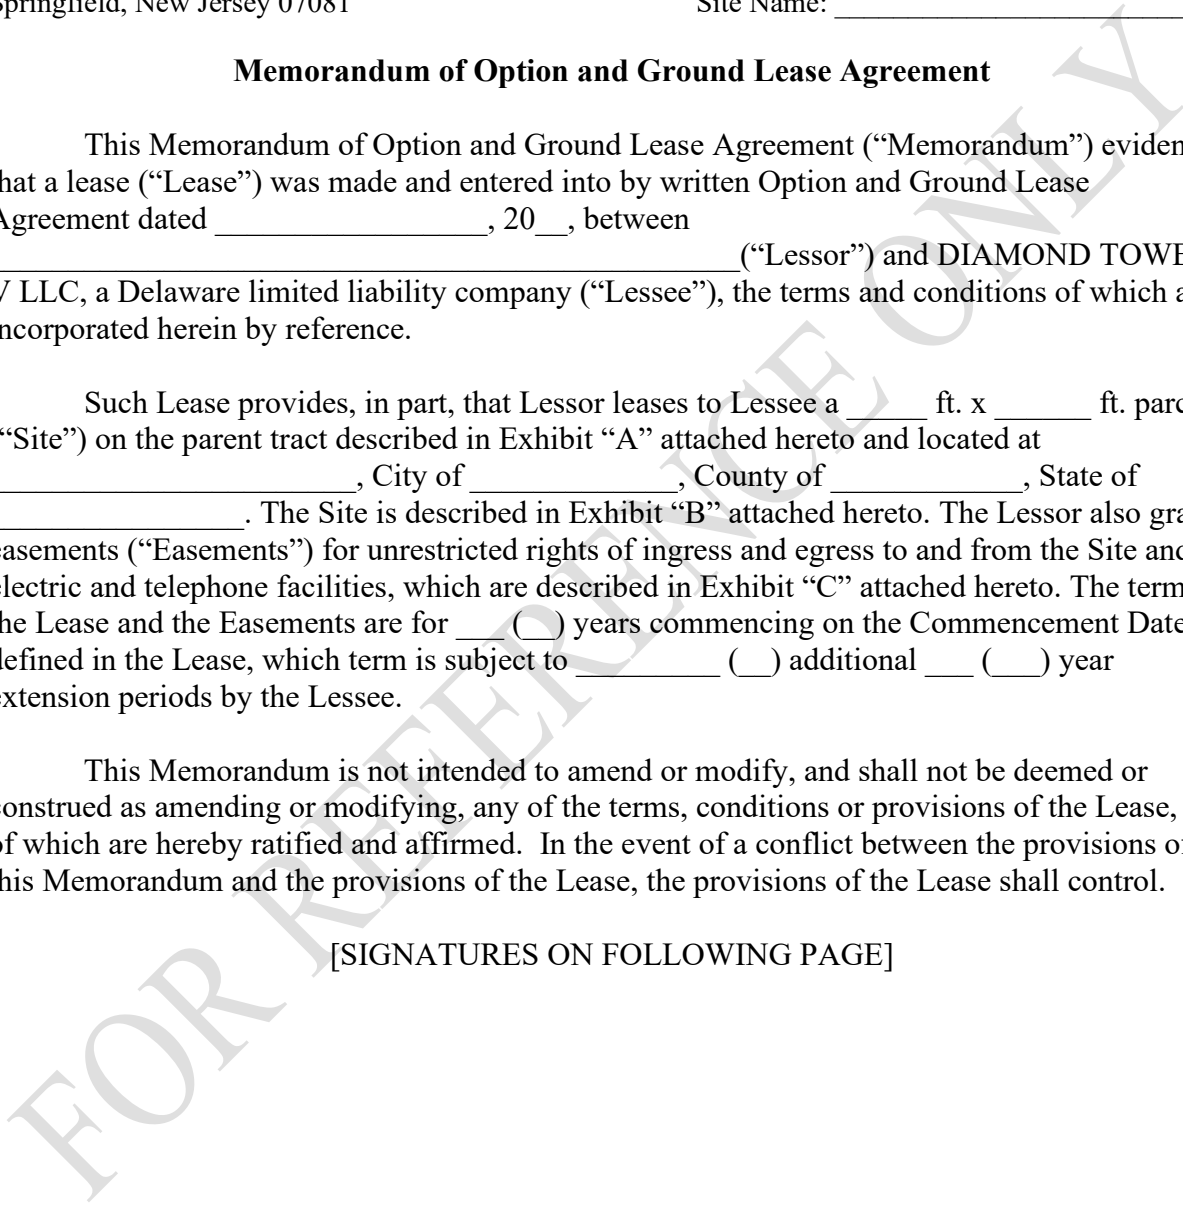 Springfield, New Jersey 07081 Site Name: ____________________
Memorandum of Option and Ground Lease Agreement
This Memorandum of Option and Ground Lease Agreement (“Memorandum”) eviden
hat a lease (“Lease”) was made and entered into by written Option and Ground Lease
Agreement dated _________________, 20__, between
______________________________________________(“Lessor”) and DIAMOND TOWE
V LLC, a Delaware limited liability company (“Lessee”), the terms and conditions of which a
ncorporated herein by reference.
Such Lease provides, in part, that Lessor leases to Lessee a _____ ft. x ______ ft. parc
“Site”) on the parent tract described in Exhibit “A” attached hereto and located at
______________________, City of _____________, County of ____________, State of
_______________. The Site is described in Exhibit “B” attached hereto. The Lessor also gra
easements (“Easements”) for unrestricted rights of ingress and egress to and from the Site and
electric and telephone facilities, which are described in Exhibit “C” attached hereto. The term
he Lease and the Easements are for ___ (__) years commencing on the Commencement Date
defined in the Lease, which term is subject to _________ (__) additional ___ (___) year
extension periods by the Lessee.
This Memorandum is not intended to amend or modify, and shall not be deemed or
construed as amending or modifying, any of the terms, conditions or provisions of the Lease,
of which are hereby ratified and affirmed. In the event of a conflict between the provisions of
his Memorandum and the provisions of the Lease, the provisions of the Lease shall control.
[SIGNATURES ON FOLLOWING PAGE]
FOR REFERENCE ONLY